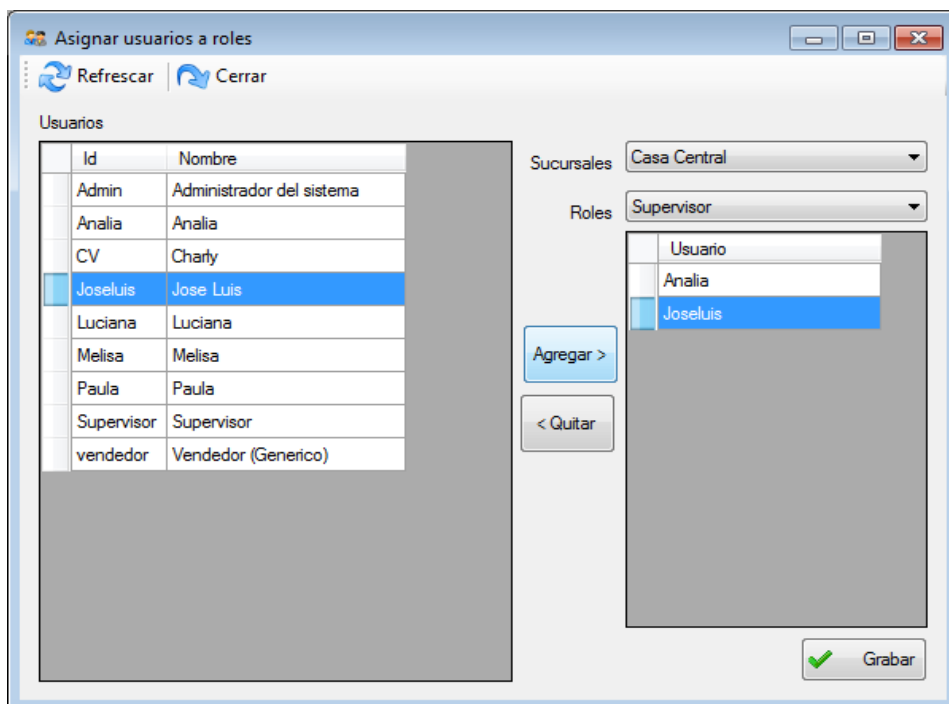 Asignar usuarios a roles
Refrescar Cerrar
Usuarios
Id Nombre
Admin Administrador del sistema
Analia Analia
CV Charly
Joseluis Jose Luis
Luciana Luciana
Melisa Melisa
Paula Paula
Supervisor Supervisor
vendedor Vendedor (Generico)
Sucursales Casa Central
Roles Supervisor
Usuario
Analia
Joseluis
Agregar >
< Quitar
Grabar